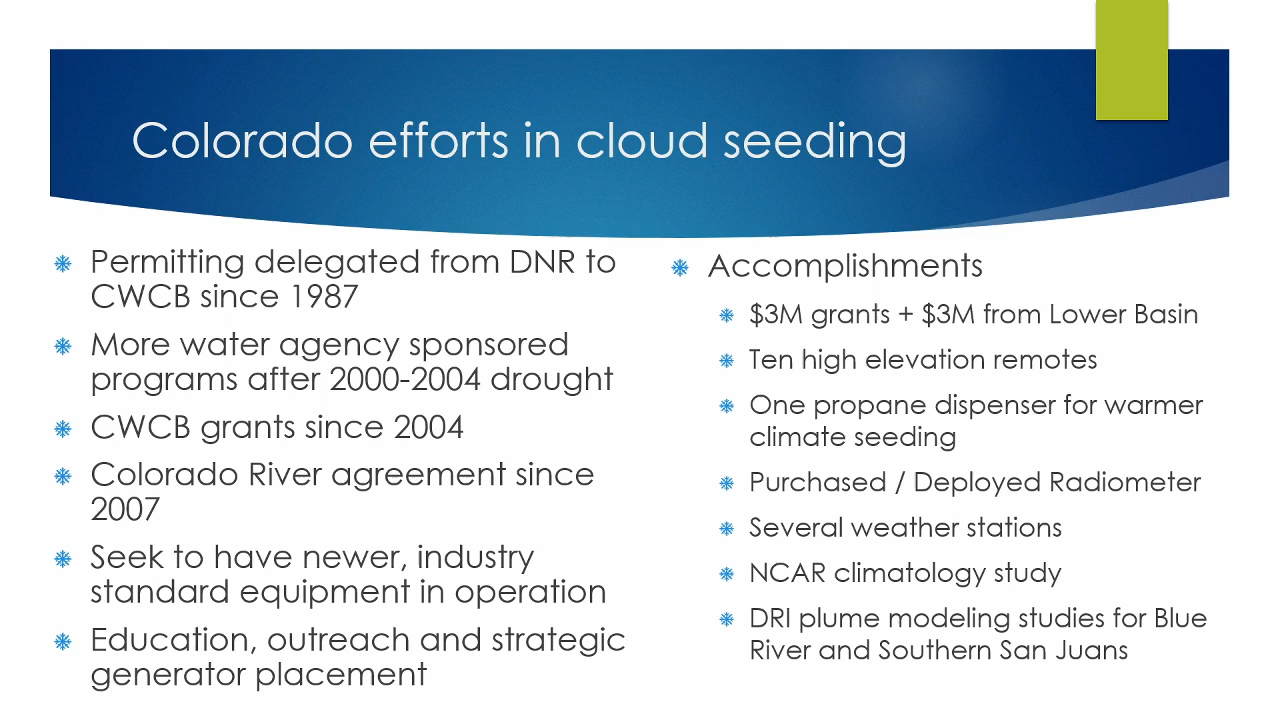 Colorado efforts in cloud seeding
Permitting delegated from DNR to
CWCB since 1987
More water agency sponsored
programs after 2000-2004 drought
CWCB grants since 2004
Colorado River agreement since
2007
Seek to have newer, industry
standard equipment in operation
Education, outreach and strategic
generator placement
Accomplishments
$3M grants + $3M from Lower Basin
Ten high elevation remotes
One propane dispenser for warmer
climate seeding
Purchased / Deployed Radiometer
Several weather stations
NCAR climatology study
DRI plume modeling studies for Blue
River and Southern San Juans